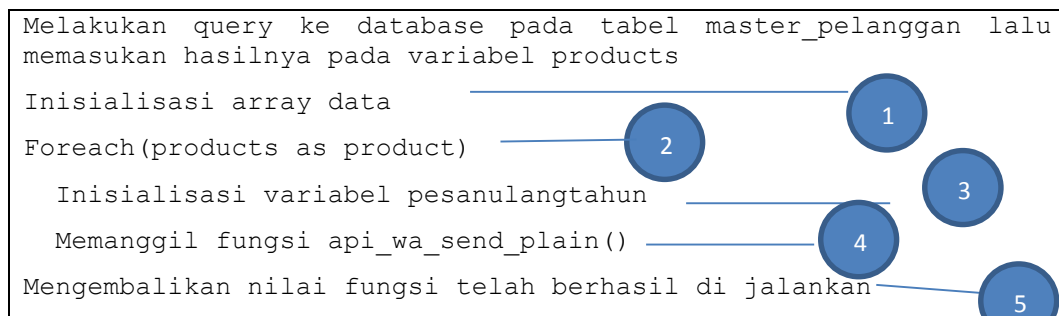 Melakukan query ke database pada tabel master_pelanggan lalu
memasukan hasilnya pada variabel products
Inisialisasi array data
1
Foreach(products as product)
2
Inisialisasi variabel pesanulangtahun
3
Memanggil fungsi api_wa_send_plain()
4
Mengembalikan nilai fungsi telah berhasil di jalankan
5